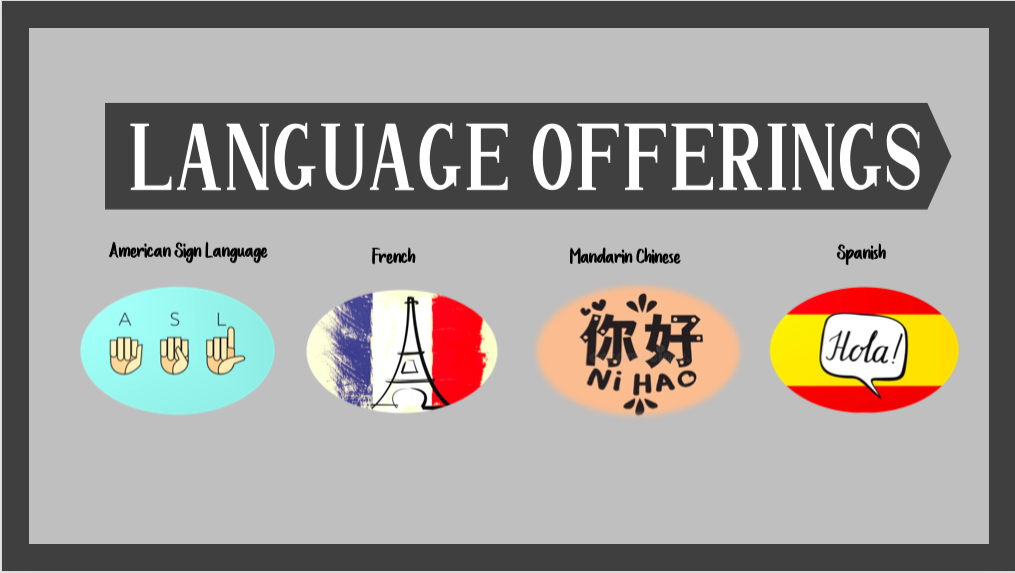 LANGUAGE OFFERINGS
American Sign Language
French
Mandarin Chinese
Spanish
A S L
你好
Ni HAO
Hola!